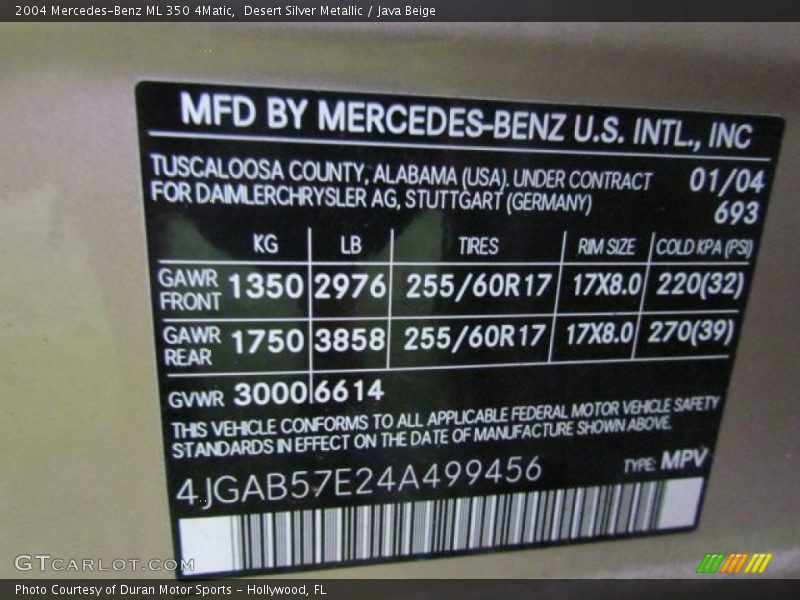 2004 Mercedes-Benz ML 350 4Matic,  Desert Silver Metallic / Java Beige
MFD BY MERCEDES-BENZ U.S. INTL., INC
TUSCALOOSA COUNTY, ALABAMA (USA). UNDER CONTRACT 01/04
FOR DAIMLERCHRYSLER AG, STUTTGART (GERMANY) 693
KG LB TIRES RIM SIZE COLD KPA (PSI)
GAWR FRONT 1350 2976 255/60R17 17X8.0 220(32)
GAWR REAR 1750 3858 255/60R17 17X8.0 270(39)
GVWR 3000 6614
THIS VEHICLE CONFORMS TO ALL APPLICABLE FEDERAL MOTOR VEHICLE SAFETY
STANDARDS IN EFFECT ON THE DATE OF MANUFACTURE SHOWN ABOVE.
4JGAB57E24A499456 TYPE: MPV
GTCARLOT.COM
Photo Courtesy of Duran Motor Sports - Hollywood, FL